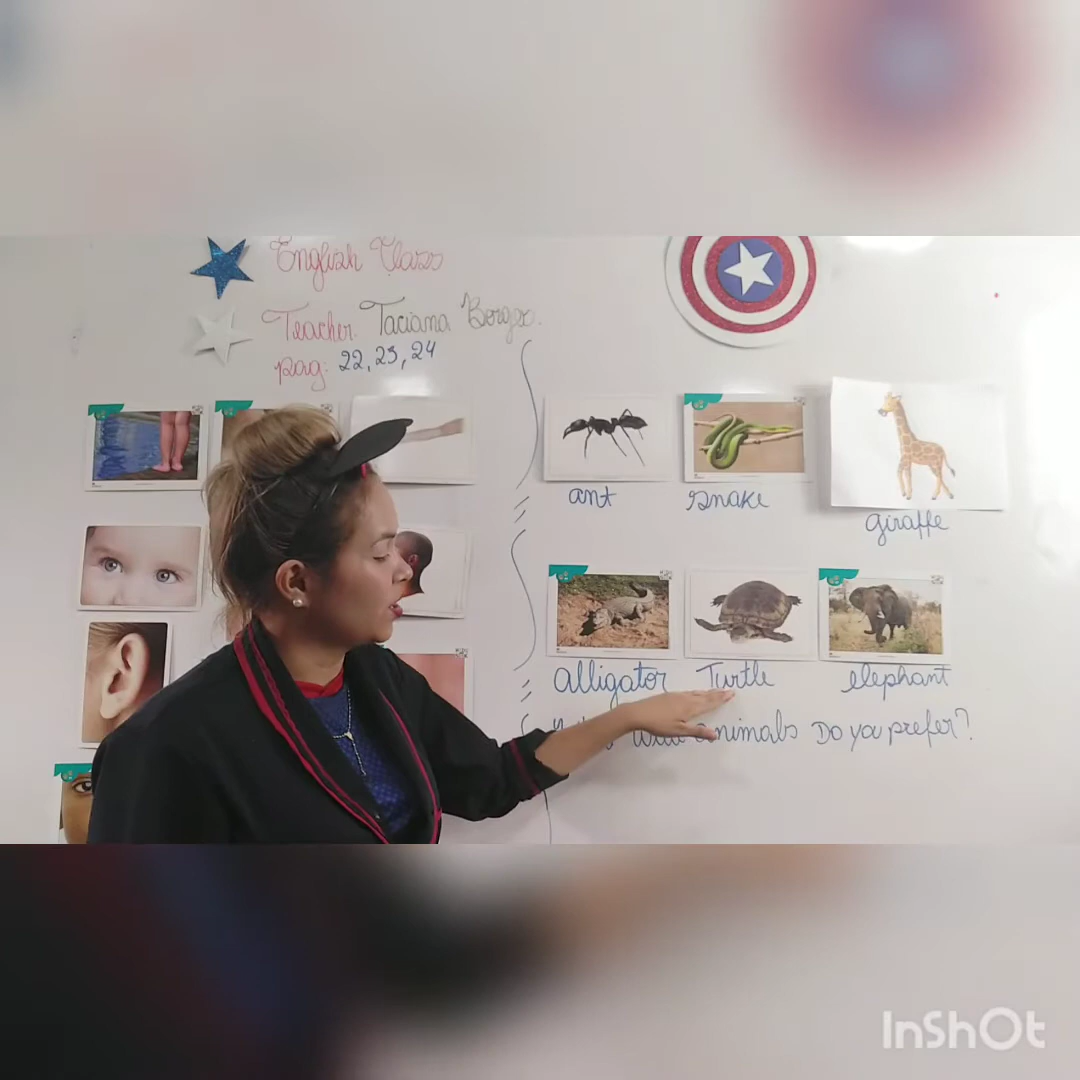 English Class
Teacher: Taciana Borges.
pag: 22, 23, 24
ant
snake
giraffe
alligator
Turtle
elephant
animals Do you prefer?
InShOt